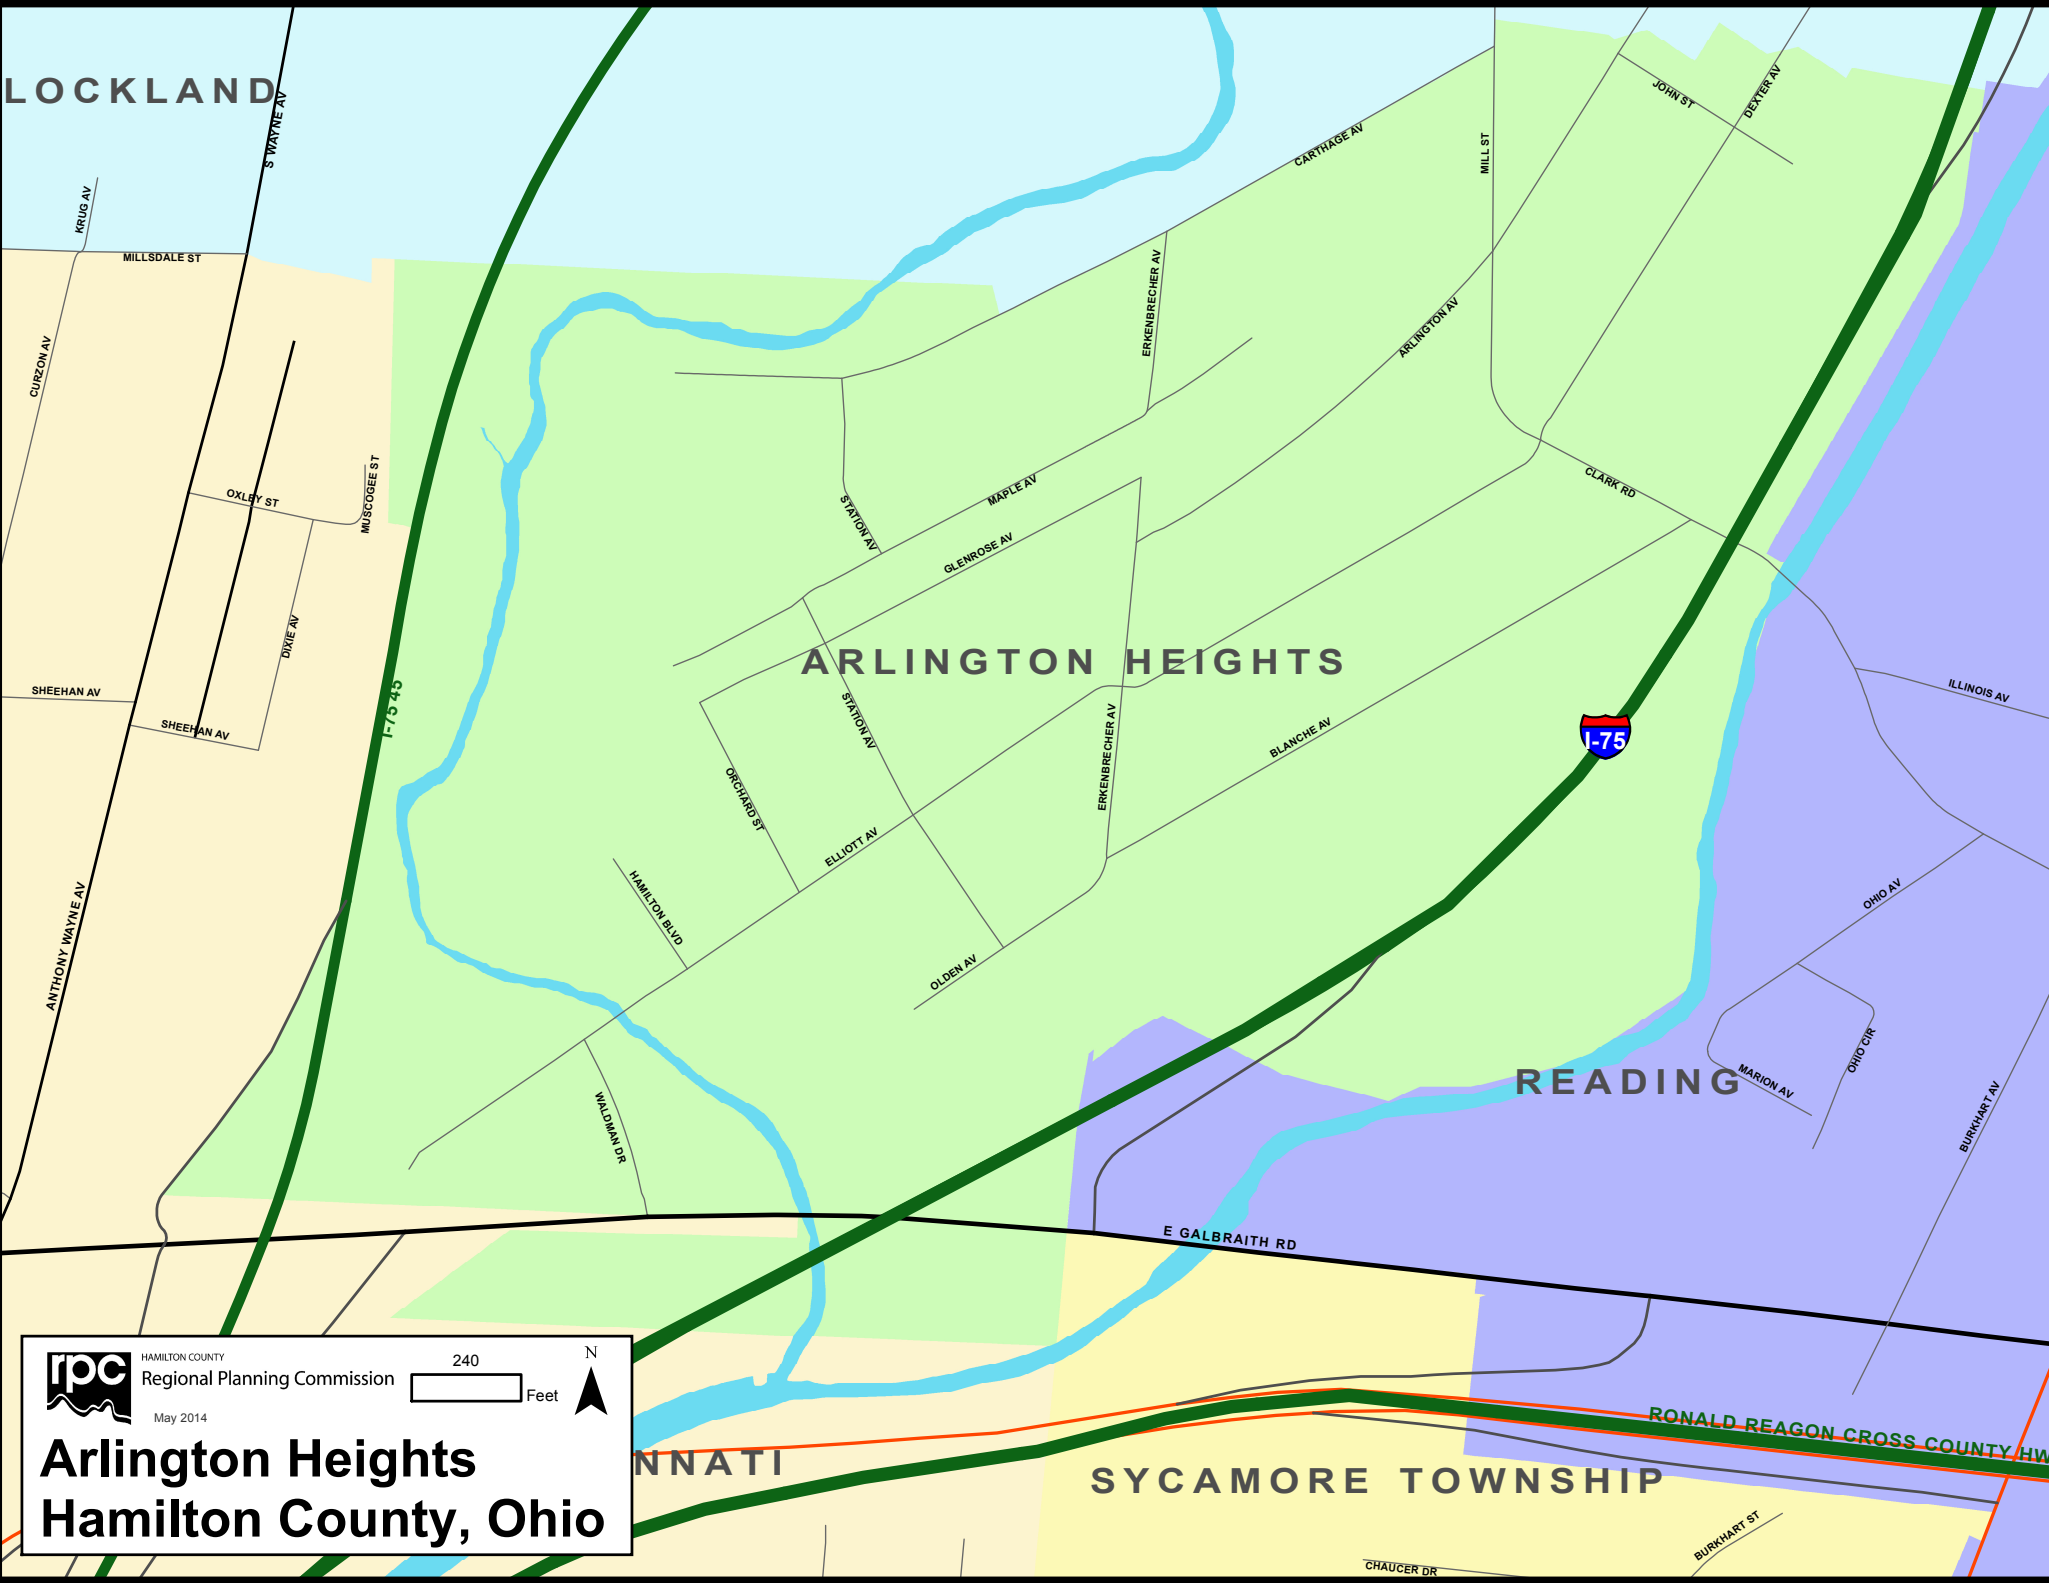 LOCKLAND
S WAYNE AV
KRUG AV
MILLSDALE ST
CURZON AV
OXLEY ST
MUSCOGEE ST
DIXIE AV
SHEEHAN AV
SHEEHAN AV
I-75 45
ANTHONY WAYNE AV
CARTHAGE AV
MILL ST
JOHN ST
DEXTER AV
ERKENBRECHER AV
ARLINGTON AV
STATION AV
MAPLE AV
GLENROSE AV
CLARK RD
ARLINGTON HEIGHTS
STATION AV
ERKENBRECHER AV
BLANCHE AV
I-75
ILLINOIS AV
ORCHARD ST
ELLIOTT AV
HAMILTON BLVD
OLDEN AV
OHIO AV
WALDMAN DR
READING
MARION AV
OHIO CIR
BURKHART AV
E GALBRAITH RD
RONALD REAGON CROSS COUNTY HW
NNATI
SYCAMORE TOWNSHIP
BURKHART ST
CHAUCER DR
rpc
HAMILTON COUNTY
Regional Planning Commission
May 2014
240
Feet
N
Arlington Heights
Hamilton County, Ohio